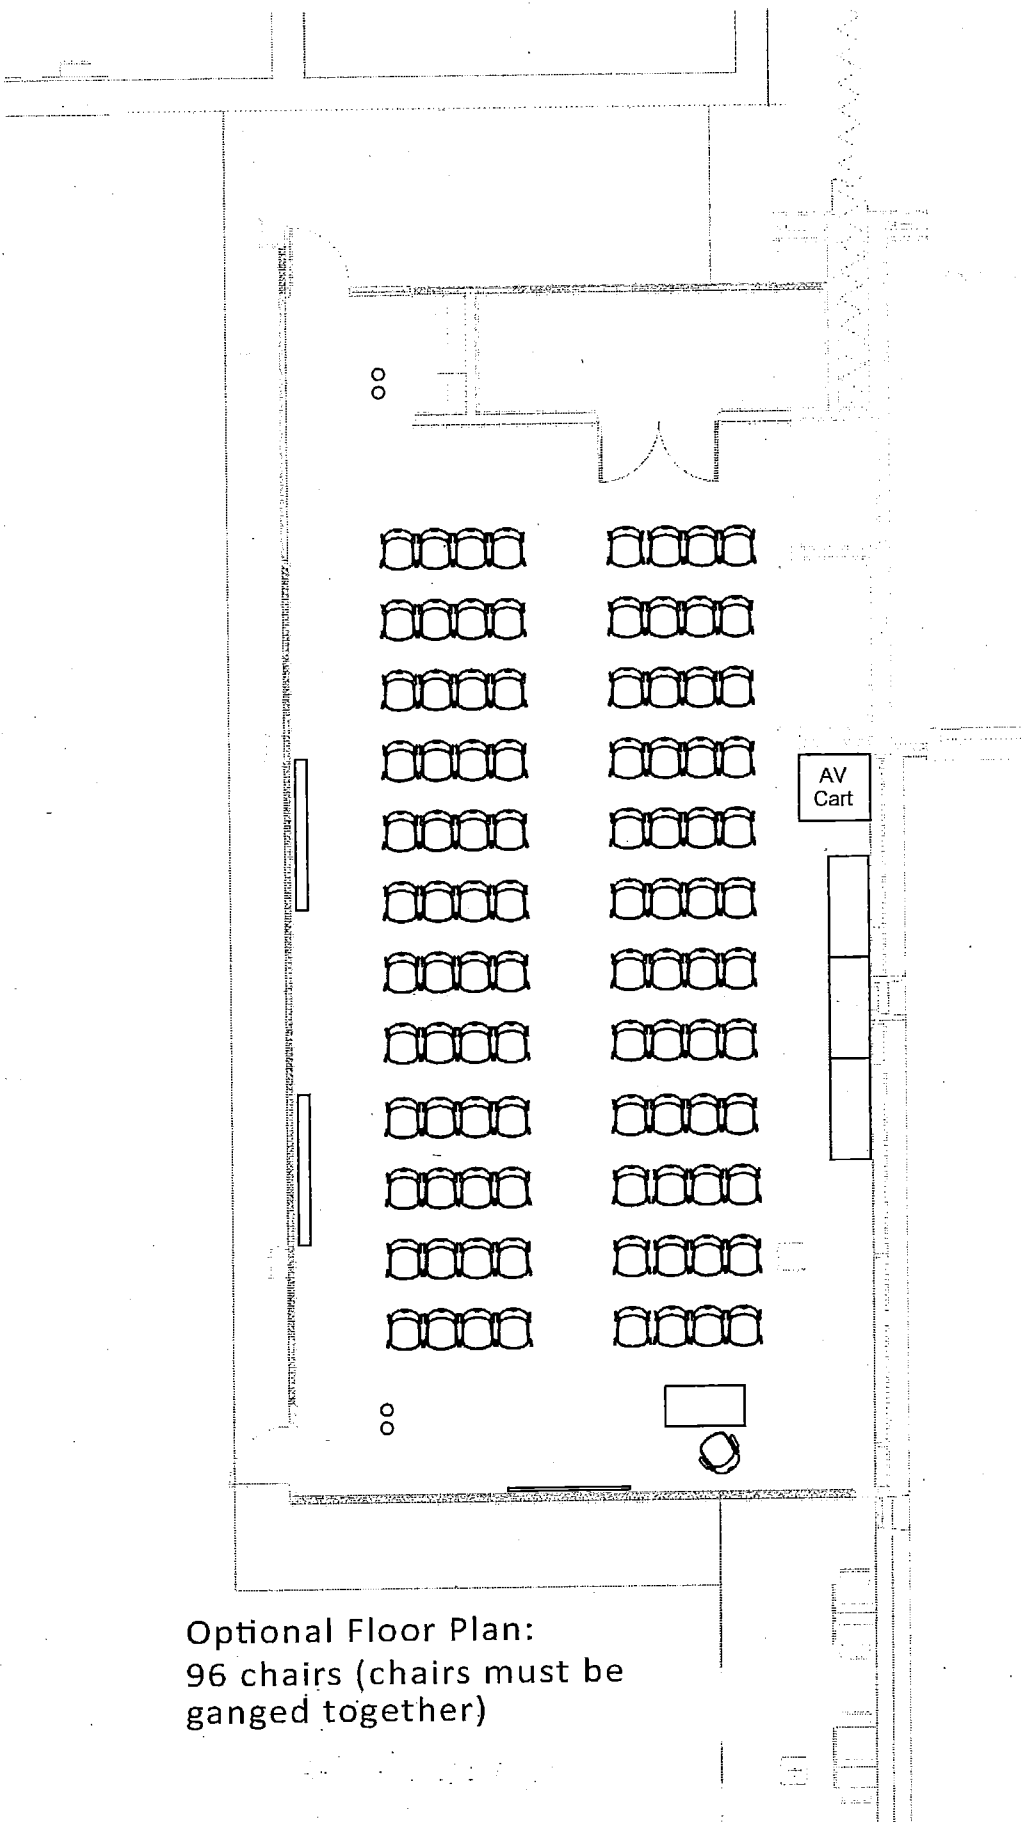 AV
Cart
Optional Floor Plan:
96 chairs (chairs must be
ganged together)